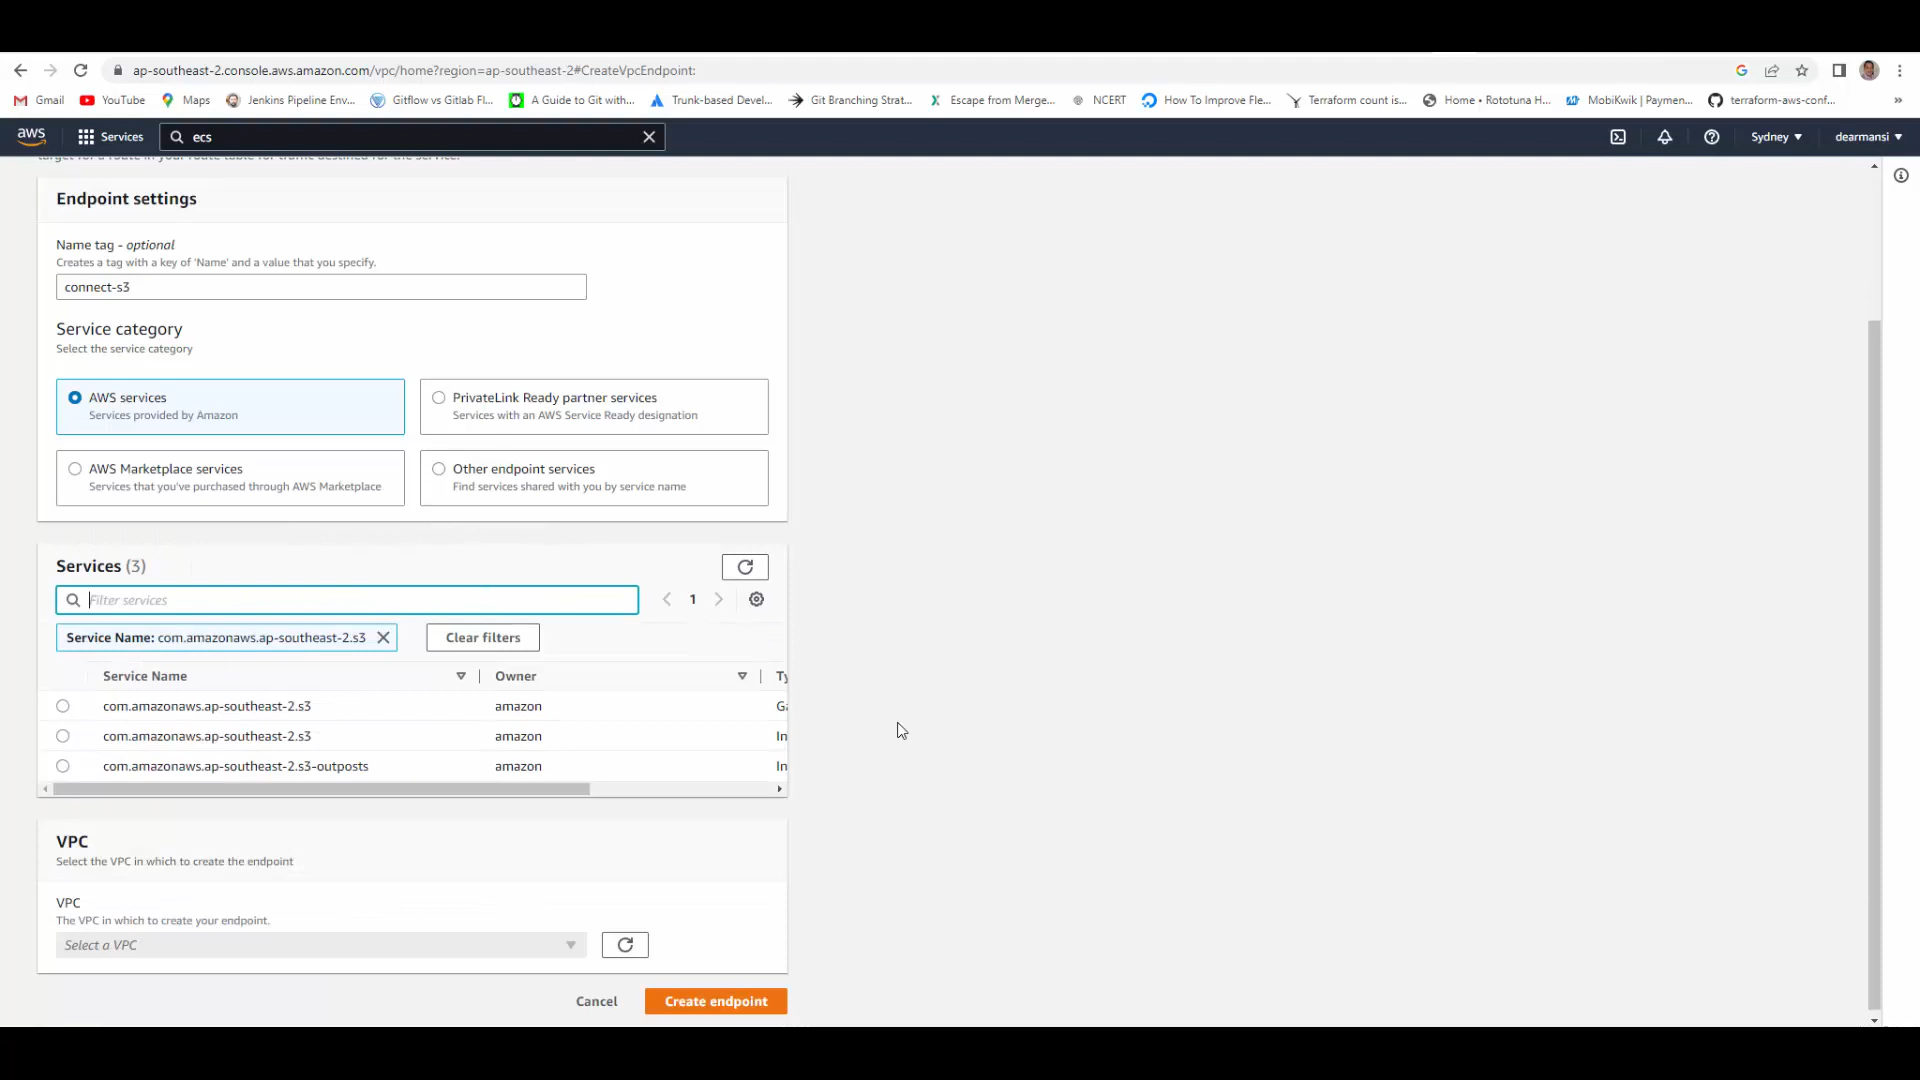 ap-southeast-2.console.aws.amazon.com/vpc/home?region=ap-southeast-2#CreateVpcEndpoint:
Gmail YouTube Maps Jenkins Pipeline Env... Gitflow vs Gitlab Fl... A Guide to Git with... Trunk-based Devel... Git Branching Strat... Escape from Merge... NCERT How To Improve Fle... Terraform count is... Home • Rototuna H... MobiKwik | Paymen... terraform-aws-conf... »
aws Services ecs Sydney dearmansi
target for a route in your route table for traffic destined for the service.
Endpoint settings
Name tag - optional
Creates a tag with a key of 'Name' and a value that you specify.
connect-s3
Service category
Select the service category
AWS services PrivateLink Ready partner services
Services provided by Amazon Services with an AWS Service Ready designation
AWS Marketplace services Other endpoint services
Services that you've purchased through AWS Marketplace Find services shared with you by service name
Services (3)
Filter services 1
Service Name: com.amazonaws.ap-southeast-2.s3 Clear filters
Service Name Owner Ty
com.amazonaws.ap-southeast-2.s3 amazon Ga
com.amazonaws.ap-southeast-2.s3 amazon In
com.amazonaws.ap-southeast-2.s3-outposts amazon In
VPC
Select the VPC in which to create the endpoint
VPC
The VPC in which to create your endpoint.
Select a VPC
Cancel Create endpoint